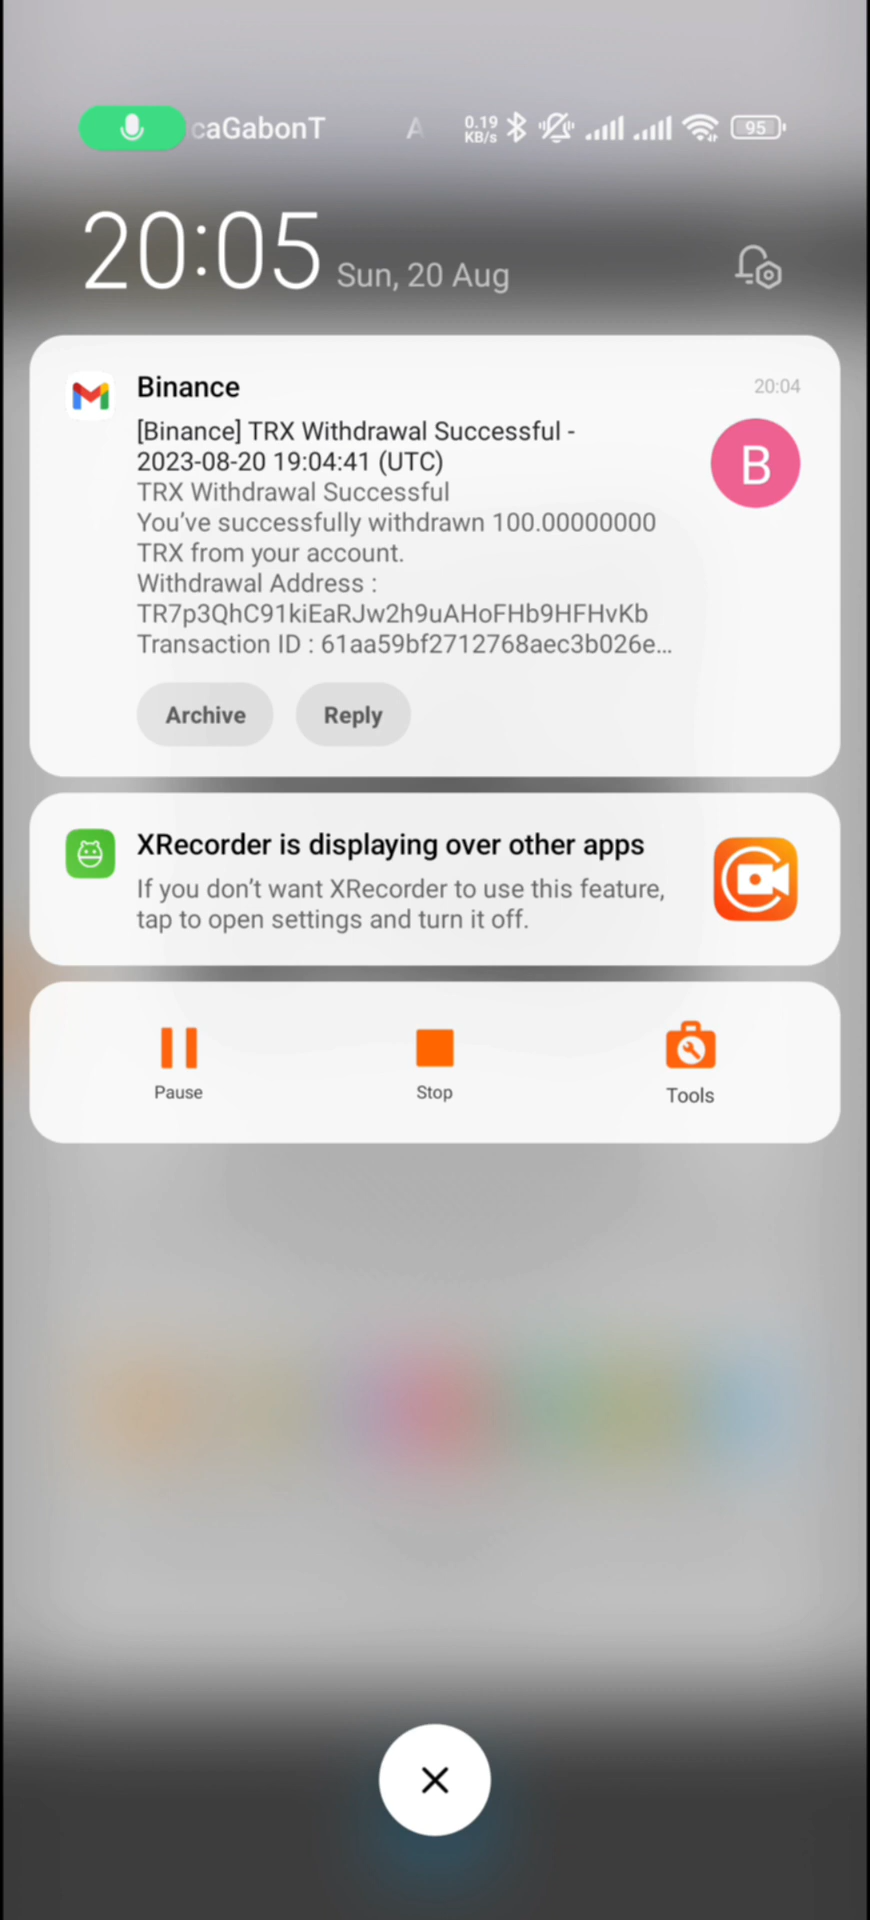 caGabonT A 0.19 KB/s 95
20:05 Sun, 20 Aug
Binance 20:04
[Binance] TRX Withdrawal Successful -
2023-08-20 19:04:41 (UTC)
B
TRX Withdrawal Successful
You've successfully withdrawn 100.00000000
TRX from your account.
Withdrawal Address :
TR7p3QhC91kiEaRJw2h9uAHoFHb9HFHvKb
Transaction ID : 61aa59bf2712768aec3b026e...
Archive Reply
XRecorder is displaying over other apps
If you don't want XRecorder to use this feature,
tap to open settings and turn it off.
Pause Stop Tools